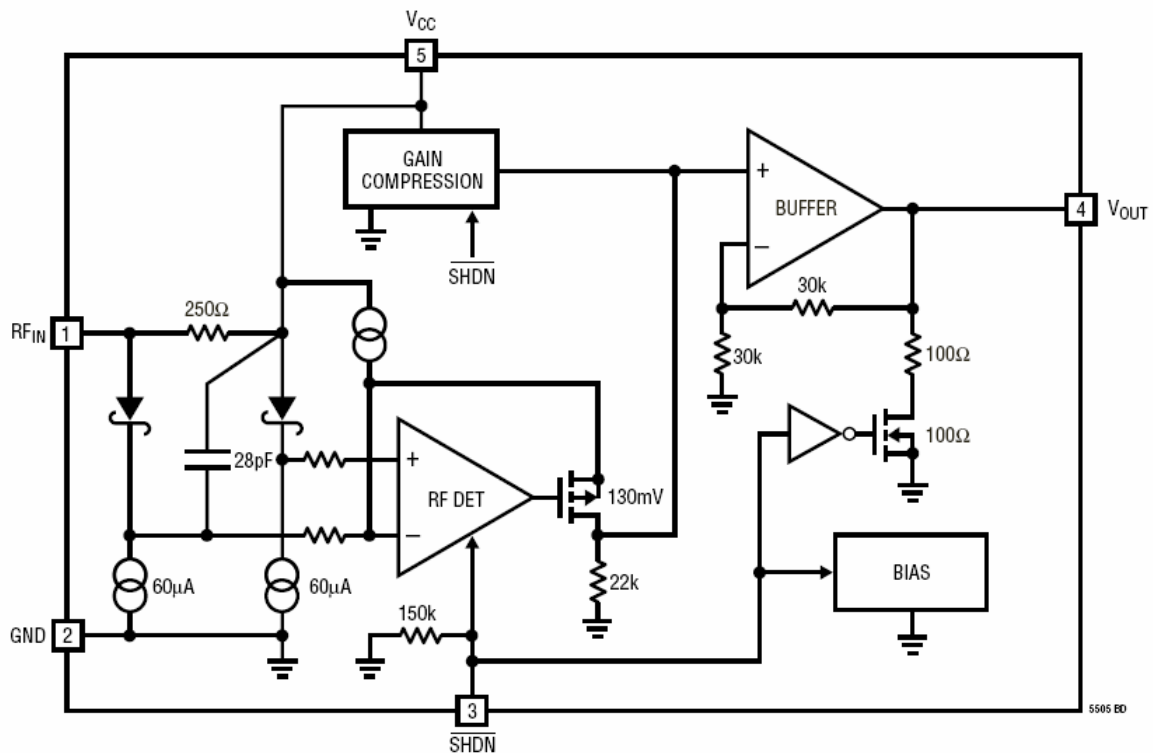 VCC
5
GAIN
COMPRESSION
+
BUFFER
–
4
VOUT
SHDN
30k
250Ω
RFIN
1
30k
100Ω
28pF
+
RF DET
–
130mV
100Ω
60µA
60µA
22k
BIAS
150k
GND
2
3
SHDN
5505 BD